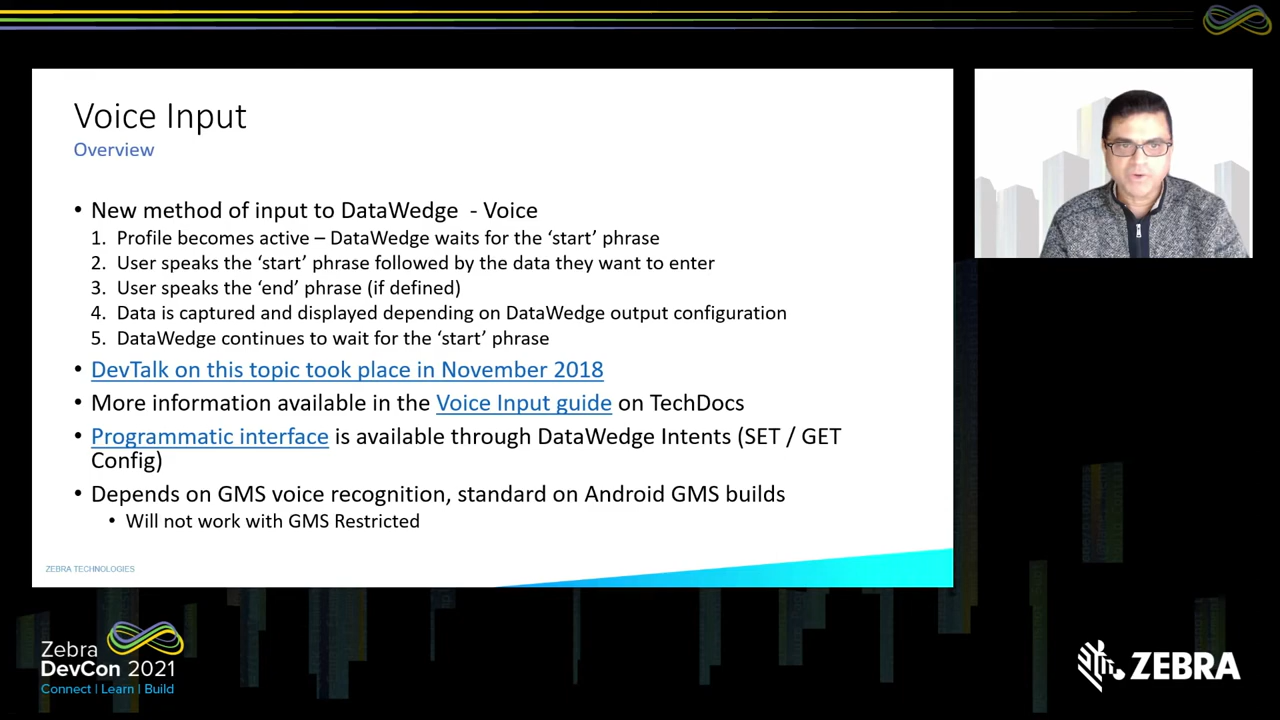 Voice Input
Overview
• New method of input to DataWedge  - Voice
1. Profile becomes active – DataWedge waits for the ‘start’ phrase
2. User speaks the ‘start’ phrase followed by the data they want to enter
3. User speaks the ‘end’ phrase (if defined)
4. Data is captured and displayed depending on DataWedge output configuration
5. DataWedge continues to wait for the ‘start’ phrase
• DevTalk on this topic took place in November 2018
• More information available in the Voice Input guide on TechDocs
• Programmatic interface is available through DataWedge Intents (SET / GET
Config)
• Depends on GMS voice recognition, standard on Android GMS builds
• Will not work with GMS Restricted
ZEBRA TECHNOLOGIES
Zebra
DevCon 2021
Connect | Learn | Build
ZEBRA